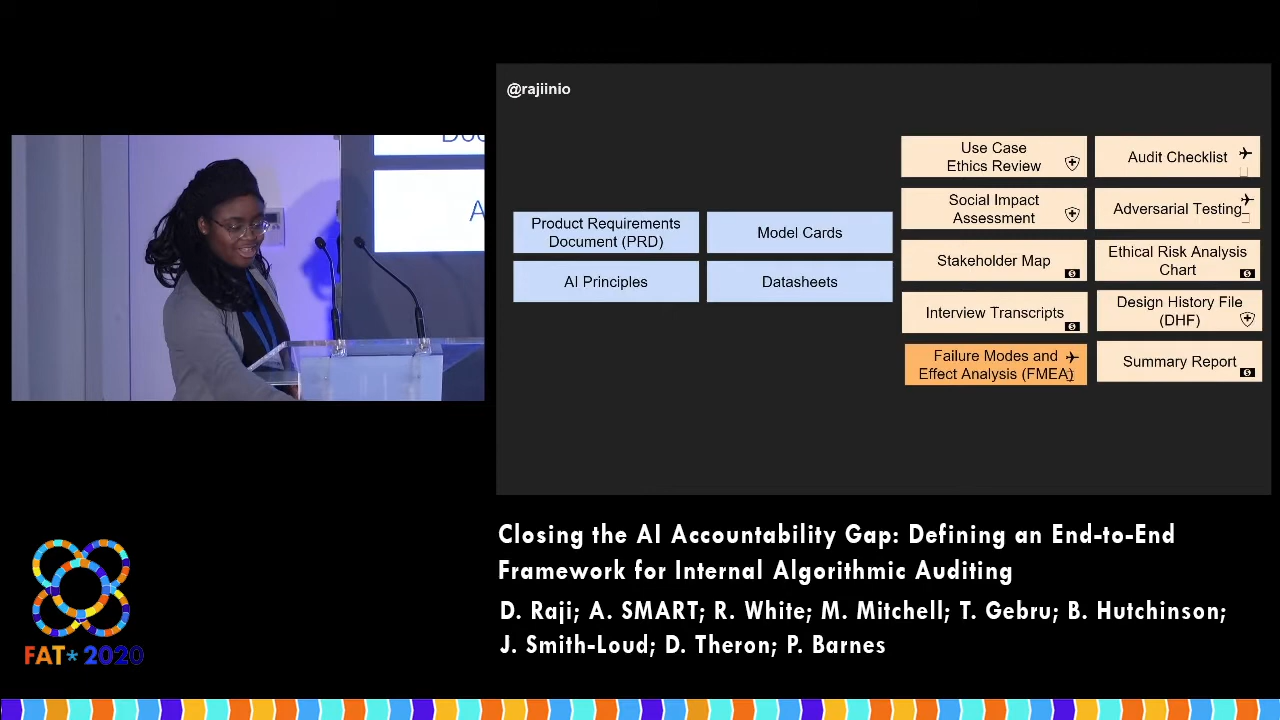 @rajiinio
Product Requirements
Document (PRD)
Model Cards
AI Principles
Datasheets
Use Case
Ethics Review
Audit Checklist
Social Impact
Assessment
Adversarial Testing
Stakeholder Map
Ethical Risk Analysis
Chart
Interview Transcripts
Design History File
(DHF)
Failure Modes and
Effect Analysis (FMEA)
Summary Report
Closing the AI Accountability Gap: Defining an End-to-End
Framework for Internal Algorithmic Auditing
D. Raji; A. SMART; R. White; M. Mitchell; T. Gebru; B. Hutchinson;
J. Smith-Loud; D. Theron; P. Barnes
FAT* 2020